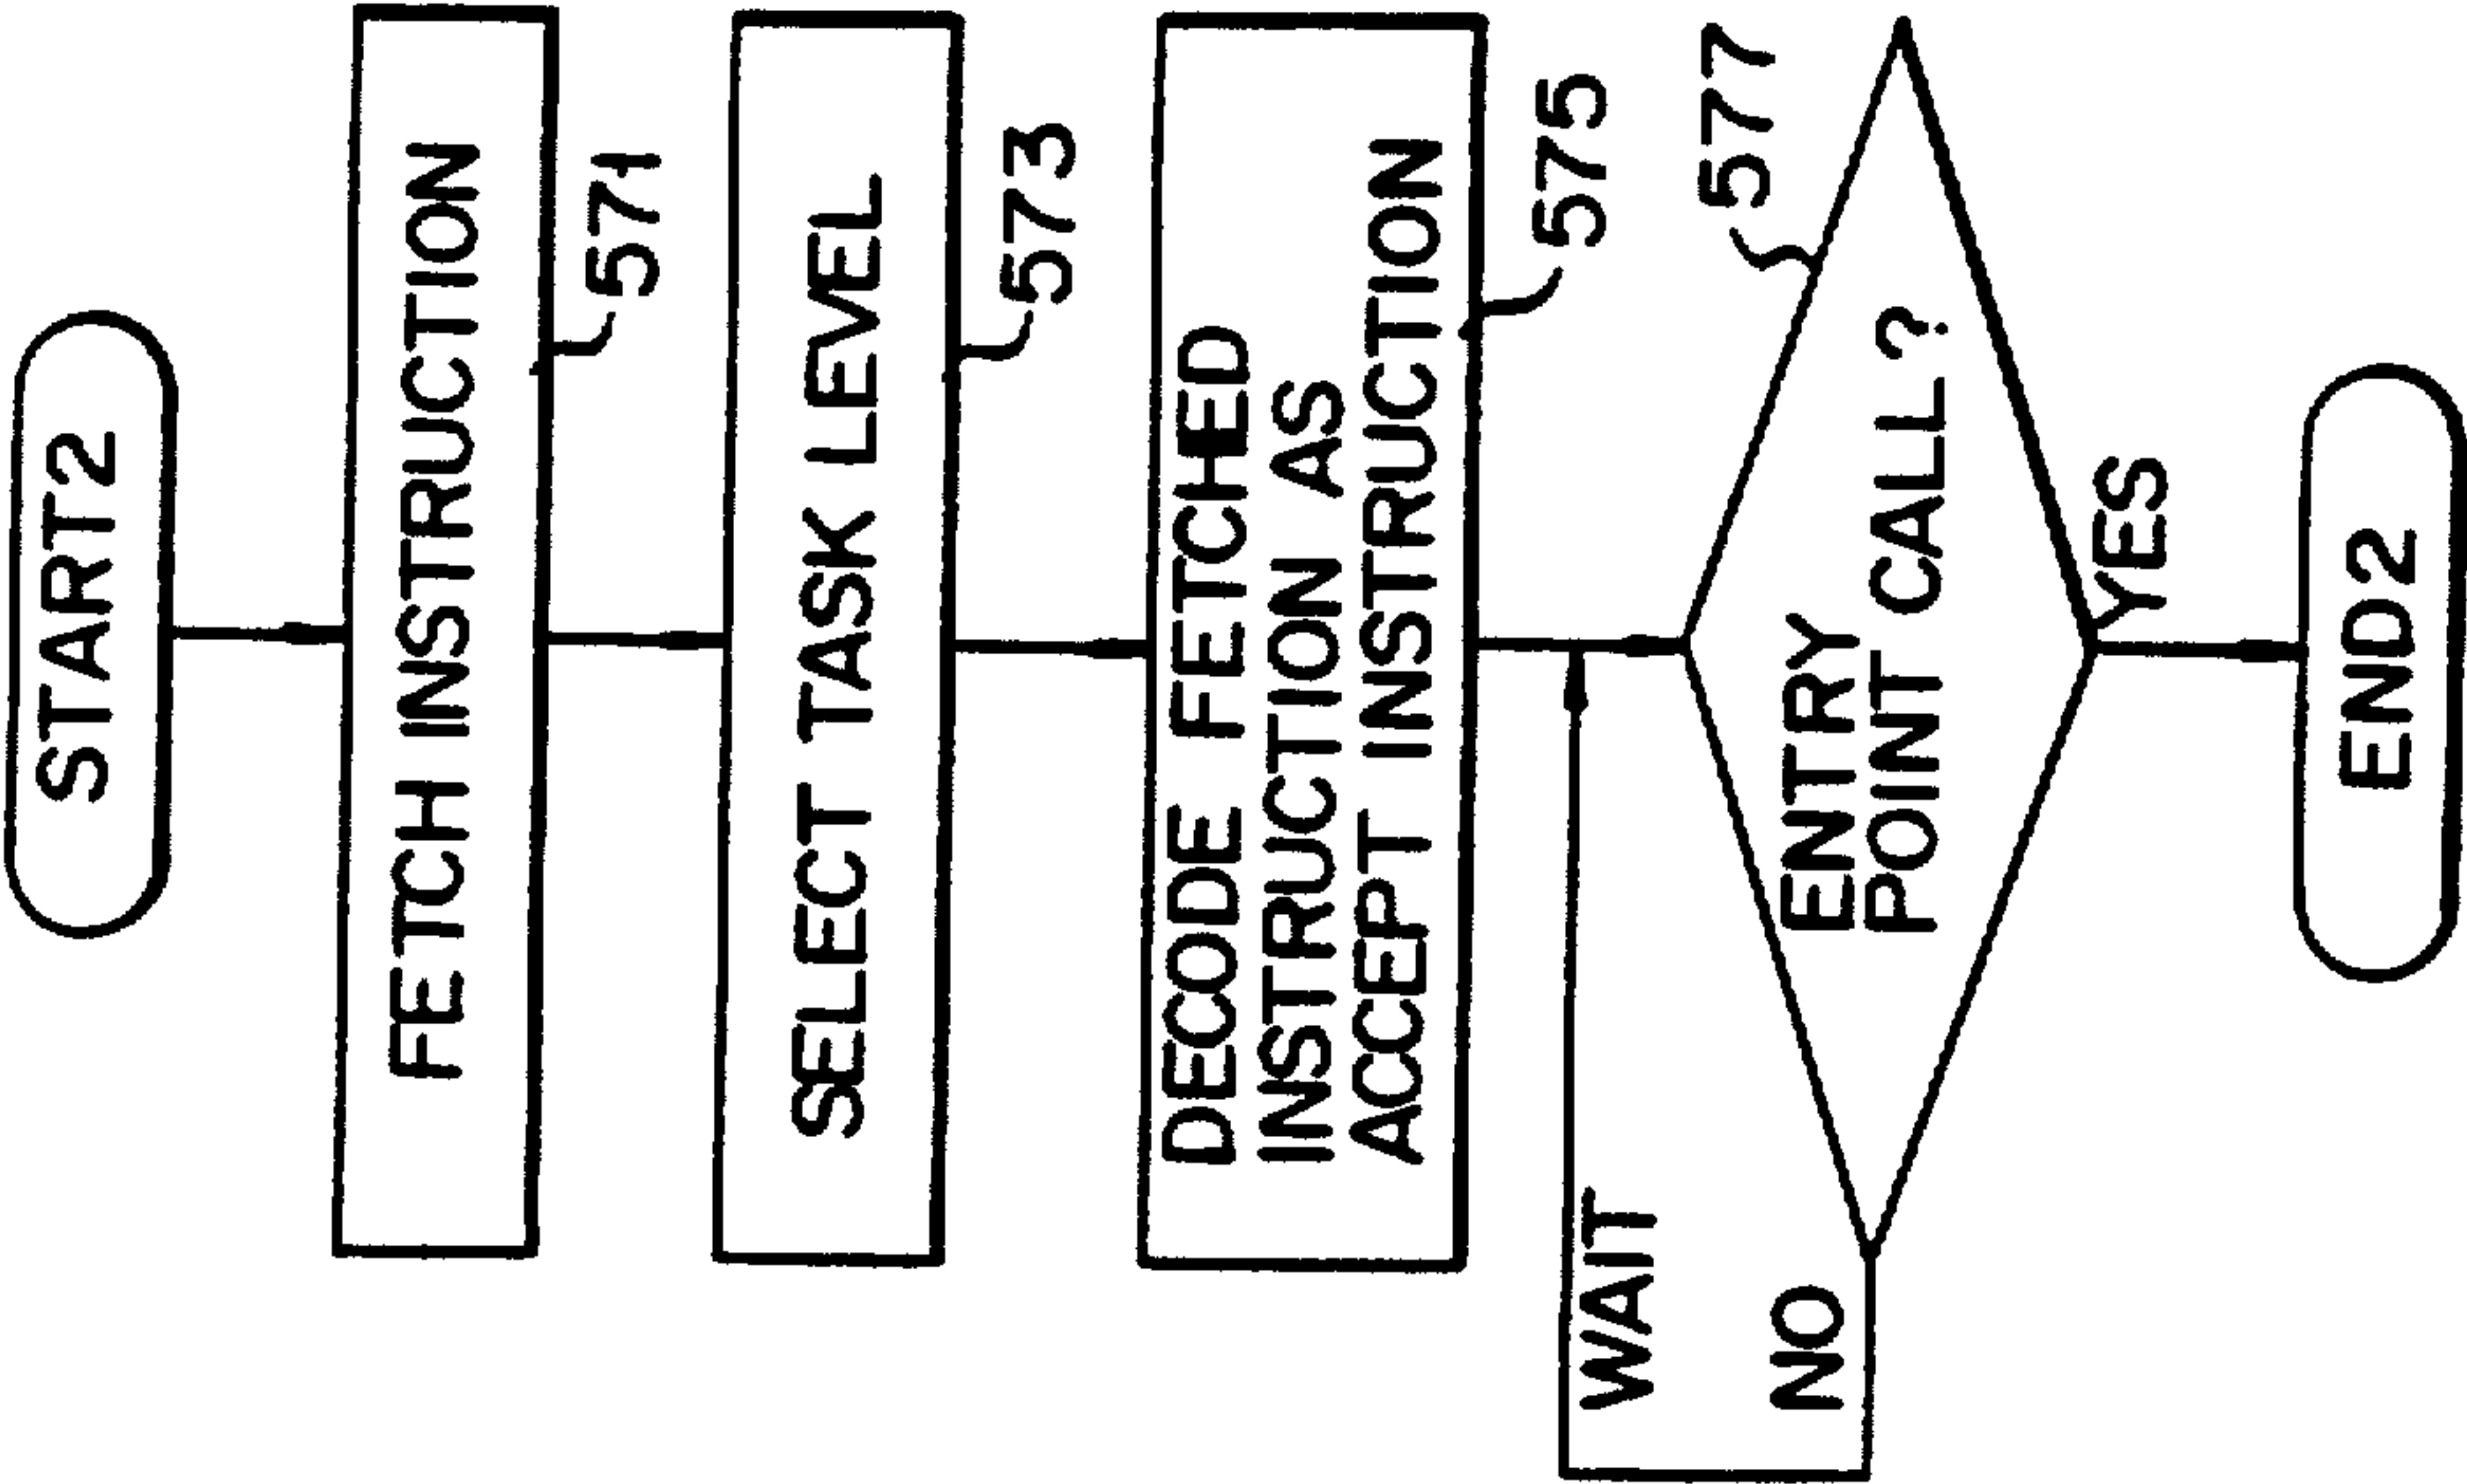 START2
FETCH INSTRUCTION
571
SELECT TASK LEVEL
573
DECODE FETCHED
INSTRUCTION AS
ACCEPT INSTRUCTION
575
WAIT
577
ENTRY
POINT CALL ?
NO
YES
END2